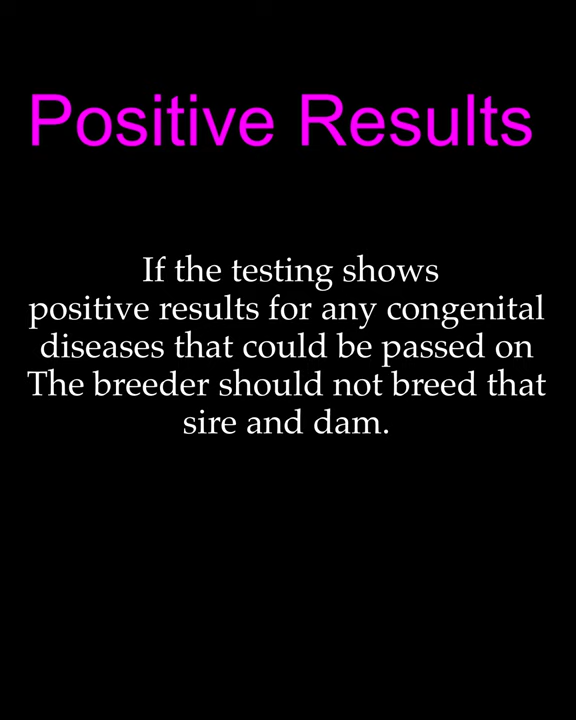 Positive Results
If the testing shows
positive results for any congenital
diseases that could be passed on
The breeder should not breed that
sire and dam.